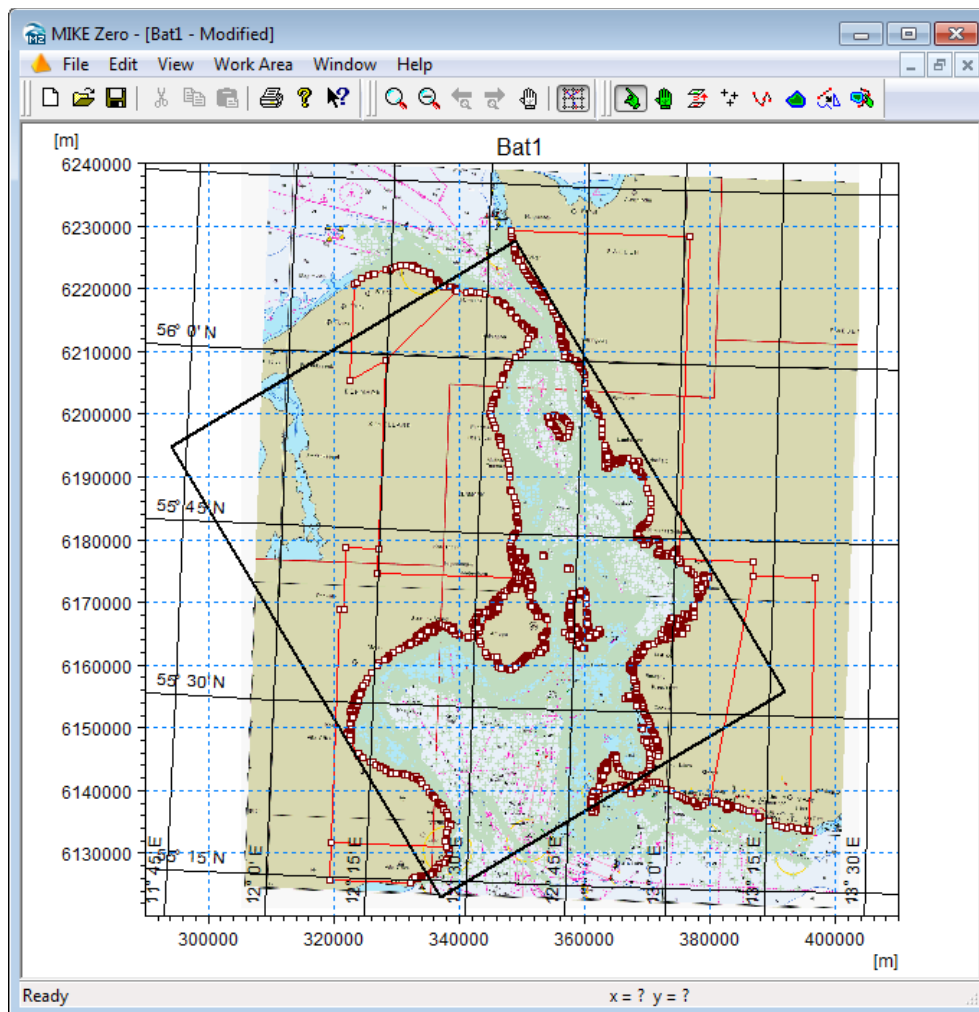 MIKE Zero - [Bat1 - Modified]
File Edit View Work Area Window Help
[m]
Bat1
6240000
6230000
6220000
6210000
6200000
6190000
6180000
6170000
6160000
6150000
6140000
6130000
56° 0' N
55° 45' N
55° 30' N
55° 15' N
11° 45' E
12° 0' E
12° 15' E
12° 30' E
12° 45' E
13° 0' E
13° 15' E
13° 30' E
300000 320000 340000 360000 380000 400000
[m]
Ready x = ? y = ?